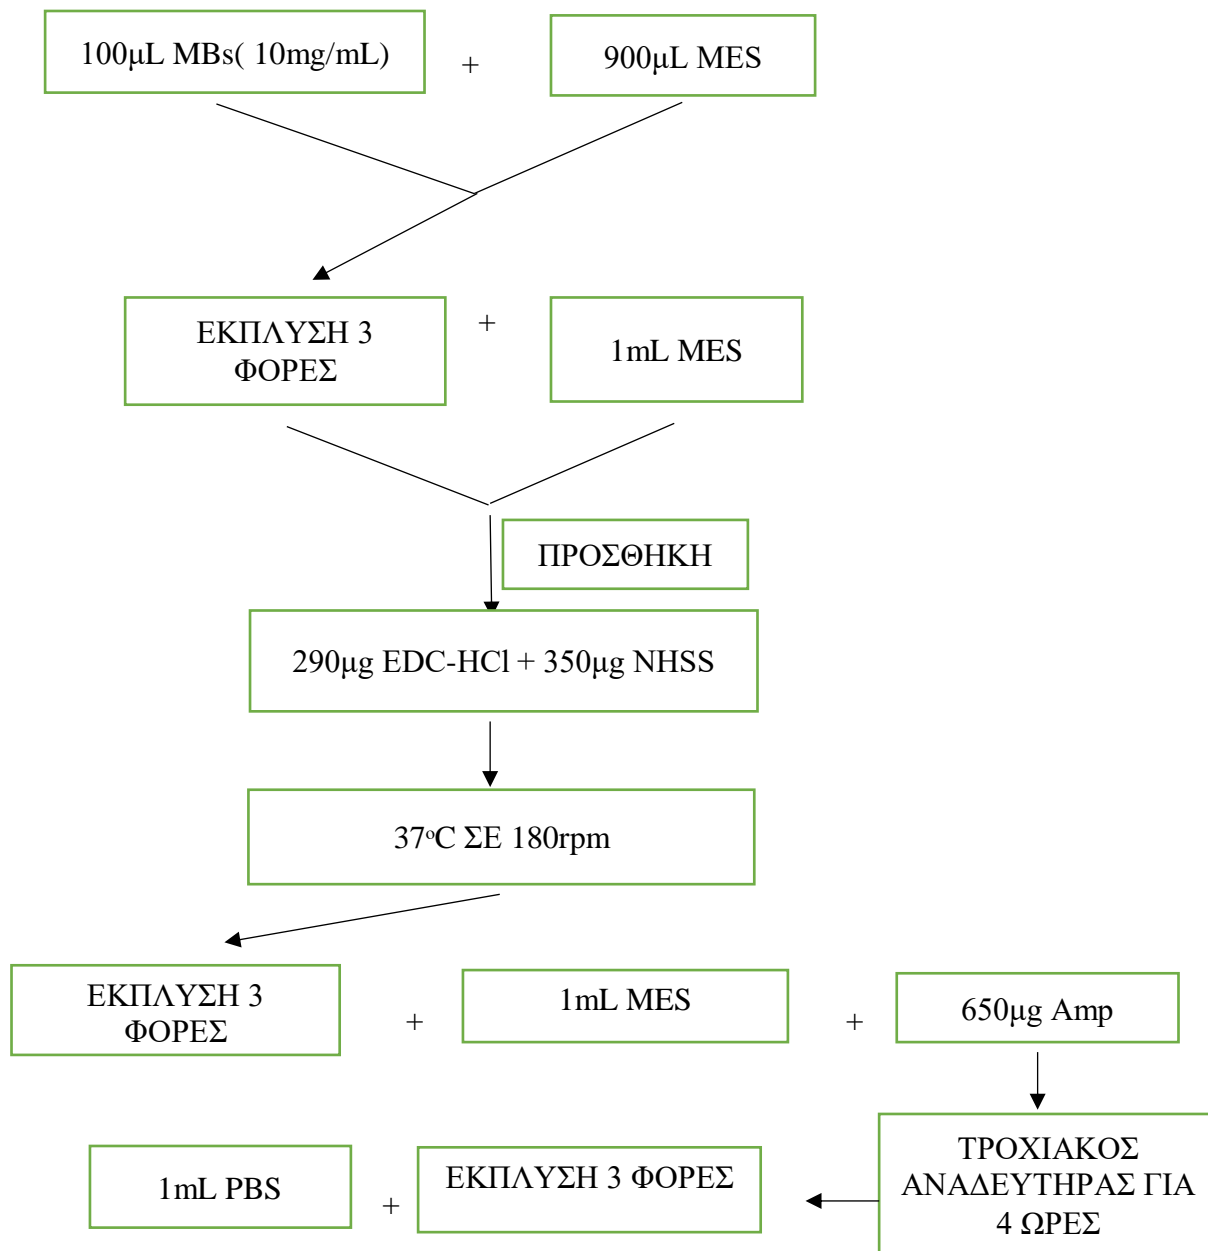 100μL MBs( 10mg/mL)
+
900μL MES
ΕΚΠΛΥΣΗ 3
ΦΟΡΕΣ
+
1mL MES
ΠΡΟΣΘΗΚΗ
290μg EDC-HCl + 350μg NHSS
37°C ΣΕ 180rpm
ΕΚΠΛΥΣΗ 3
ΦΟΡΕΣ
+
1mL MES
+
650μg Amp
ΤΡΟΧΙΑΚΟΣ
ΑΝΑΔΕΥΤΗΡΑΣ ΓΙΑ
4 ΩΡΕΣ
1mL PBS
+
ΕΚΠΛΥΣΗ 3 ΦΟΡΕΣ